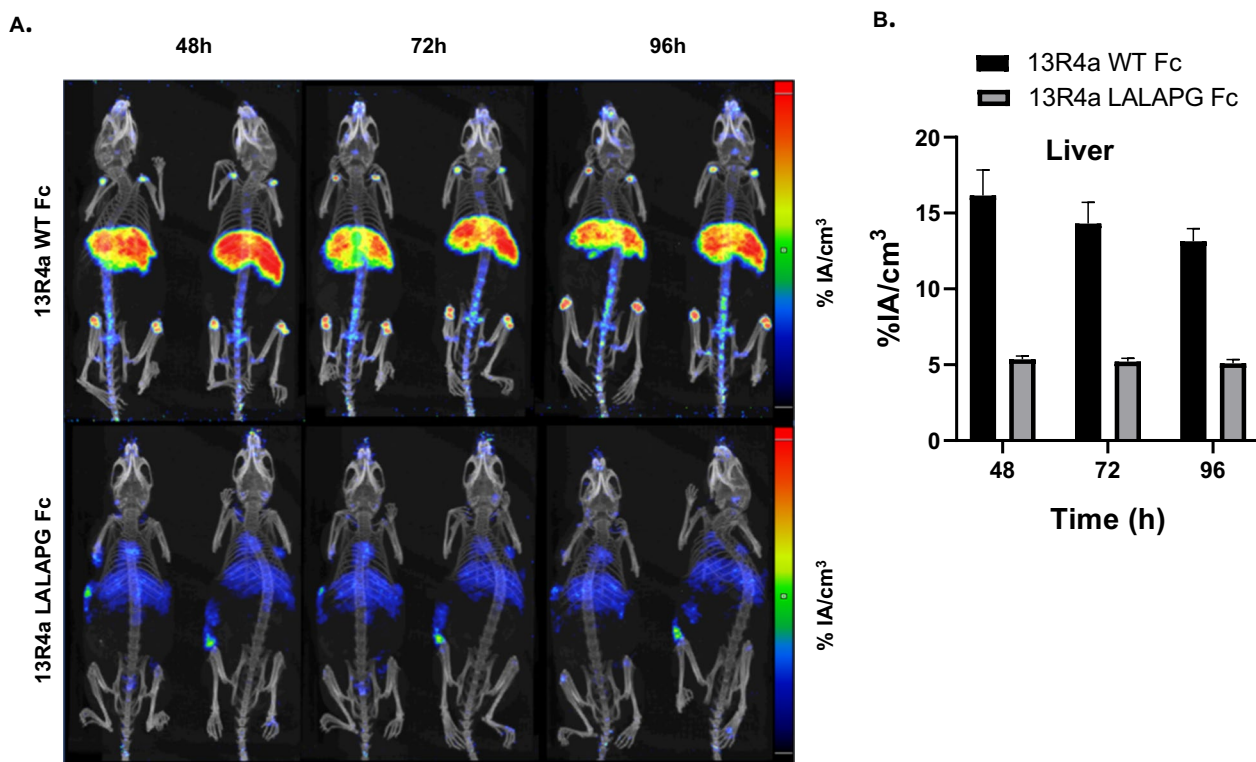 A.
48h
72h
96h
13R4a WT Fc
% IA/cm³
13R4a LALAPG Fc
% IA/cm³
B.
13R4a WT Fc
13R4a LALAPG Fc
Liver
%IA/cm³
20
15
10
5
0
48
72
96
Time (h)